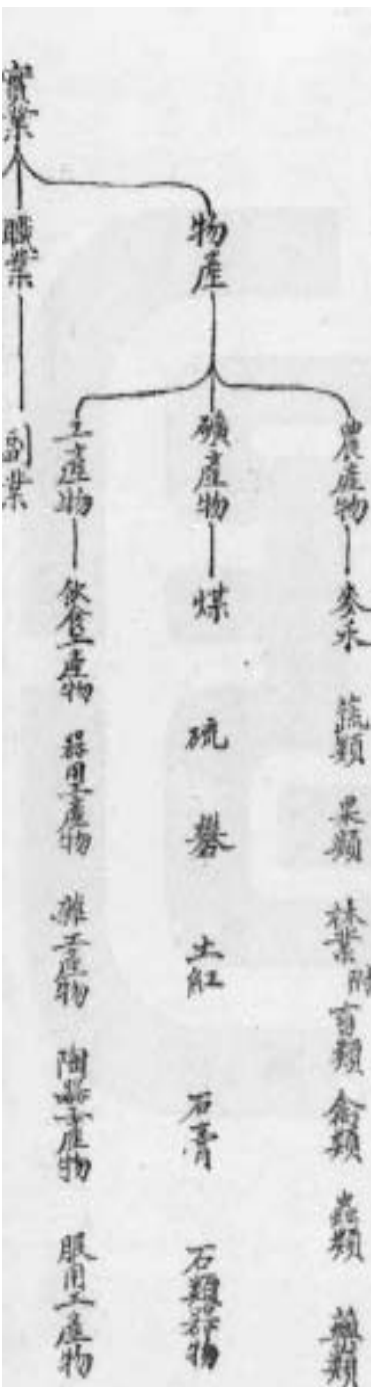 實業
物產
農產物
麥禾 蔬類 果類 林業附 畜類 禽類 蟲類
礦產物
煤 硫 礬 土紅 石膏 石類器物
工產物
飲食工產物 器用工產物 雜工產物 陶器工產物 服用工產物
職業
副業